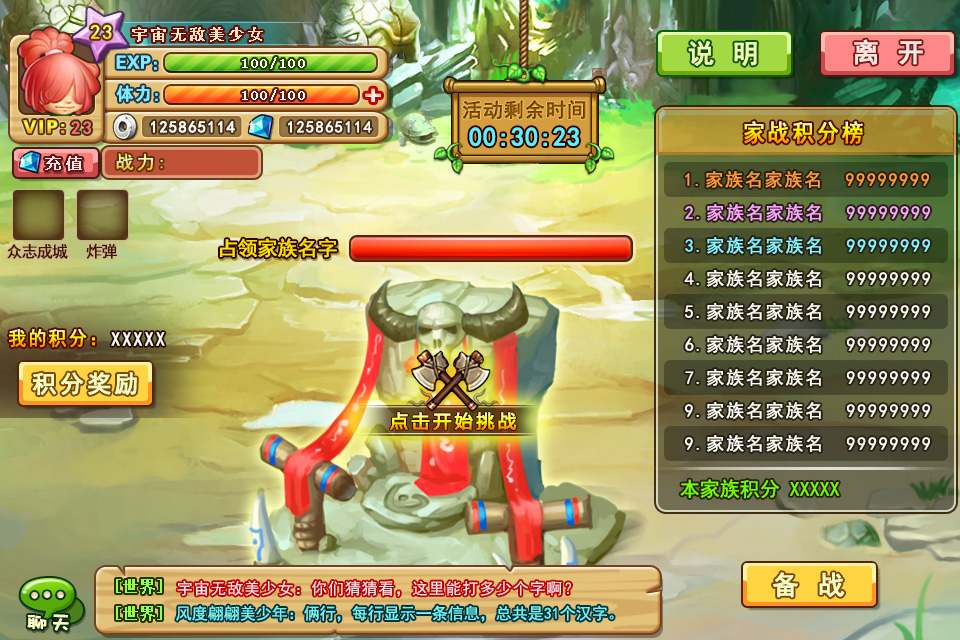 23 宇宙无敌美少女
EXP: 100/100
体力: 100/100
VIP:23
125865114 125865114
充值 战力:
众志成城 炸弹
活动剩余时间
00:30:23
说明 离开
占领家族名字
我的积分: XXXXX
积分奖励
点击开始挑战
家战积分榜
1.家族名家族名 99999999
2.家族名家族名 99999999
3.家族名家族名 99999999
4.家族名家族名 99999999
5.家族名家族名 99999999
6.家族名家族名 99999999
7.家族名家族名 99999999
9.家族名家族名 99999999
9.家族名家族名 99999999
本家族积分 XXXXX
备战
聊天
[世界] 宇宙无敌美少女：你们猜猜看，这里能打多少个字啊？
[世界] 风度翩翩美少年：俩行，每行显示一条信息，总共是31个汉字。